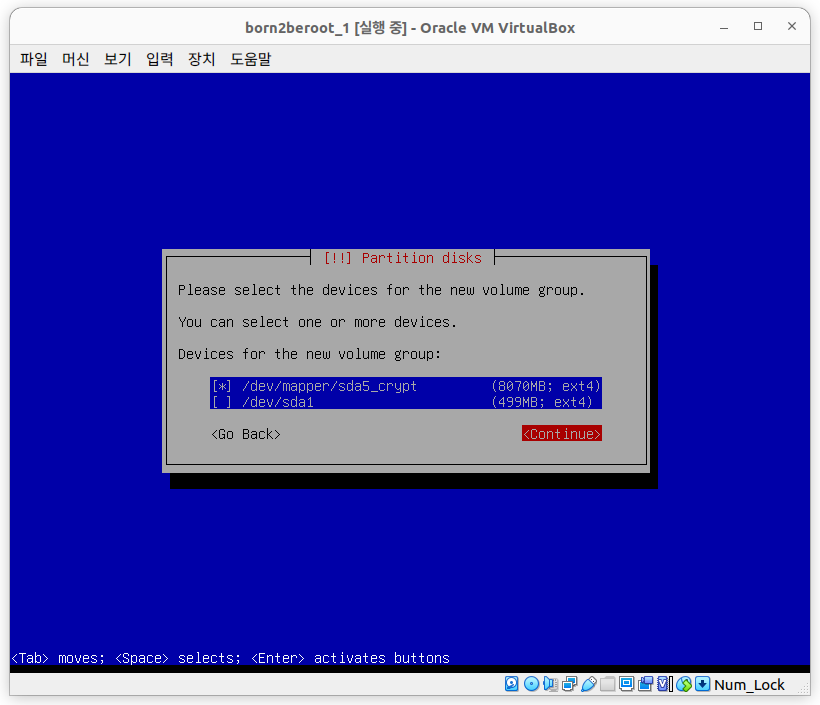 born2beroot_1 [실행 중] - Oracle VM VirtualBox
파일 머신 보기 입력 장치 도움말
[!!] Partition disks
Please select the devices for the new volume group.
You can select one or more devices.
Devices for the new volume group:
[*] /dev/mapper/sda5_crypt (8070MB; ext4)
[ ] /dev/sda1 (499MB; ext4)
<Go Back> <Continue>
<Tab> moves; <Space> selects; <Enter> activates buttons
Num_Lock